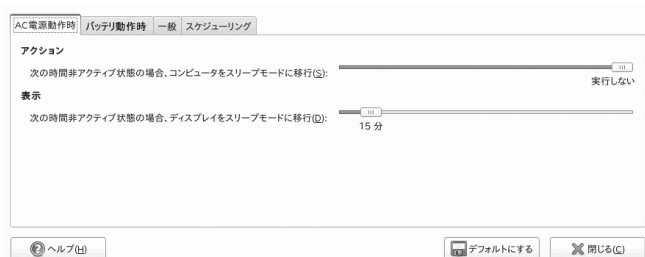 AC電源動作時 バッテリ動作時 一般 スケジューリング
アクション
次の時間非アクティブ状態の場合、コンピュータをスリープモードに移行(S):
実行しない
表示
次の時間非アクティブ状態の場合、ディスプレイをスリープモードに移行(D):
15 分
ヘルプ(H) デフォルトにする 閉じる(C)